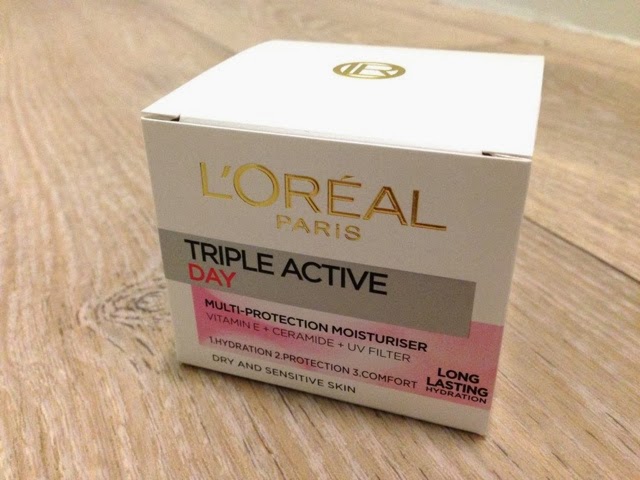 L'ORÉAL
PARIS
TRIPLE ACTIVE
DAY
MULTI-PROTECTION MOISTURISER
VITAMIN E + CERAMIDE + UV FILTER
1.HYDRATION 2.PROTECTION 3.COMFORT
DRY AND SENSITIVE SKIN
LONG
LASTING
HYDRATION